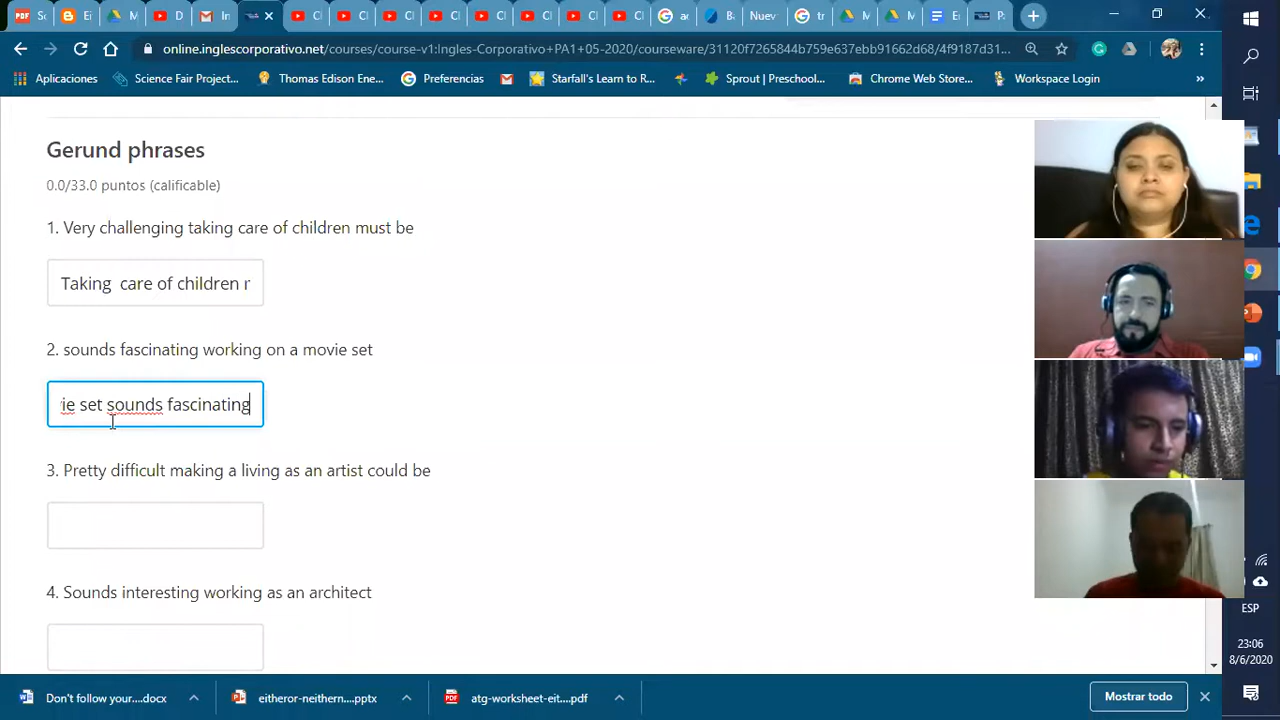 online.inglescorporativo.net/courses/course-v1:Ingles-Corporativo+PA1+05-2020/courseware/31120f7265844b759e637ebb91662d68/4f9187d31...
Aplicaciones Science Fair Project... Thomas Edison Ene... Preferencias Starfall's Learn to R... Sprout | Preschool... Chrome Web Store... Workspace Login »
Gerund phrases
0.0/33.0 puntos (calificable)
1. Very challenging taking care of children must be
Taking  care of children r
2. sounds fascinating working on a movie set
ie set sounds fascinating
3. Pretty difficult making a living as an artist could be
4. Sounds interesting working as an architect
ESP
23:06
8/6/2020
Don't follow your....docx
eitheror-neithern....pptx
atg-worksheet-eit....pdf
Mostrar todo